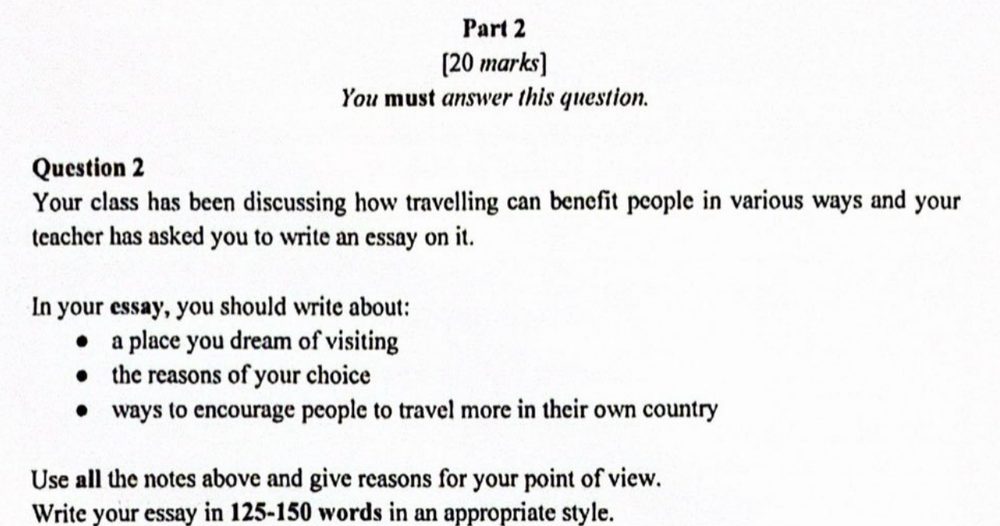 Part 2
[20 marks]
You must answer this question.
Question 2
Your class has been discussing how travelling can benefit people in various ways and your
teacher has asked you to write an essay on it.
In your essay, you should write about:
• a place you dream of visiting
• the reasons of your choice
• ways to encourage people to travel more in their own country
Use all the notes above and give reasons for your point of view.
Write your essay in 125-150 words in an appropriate style.